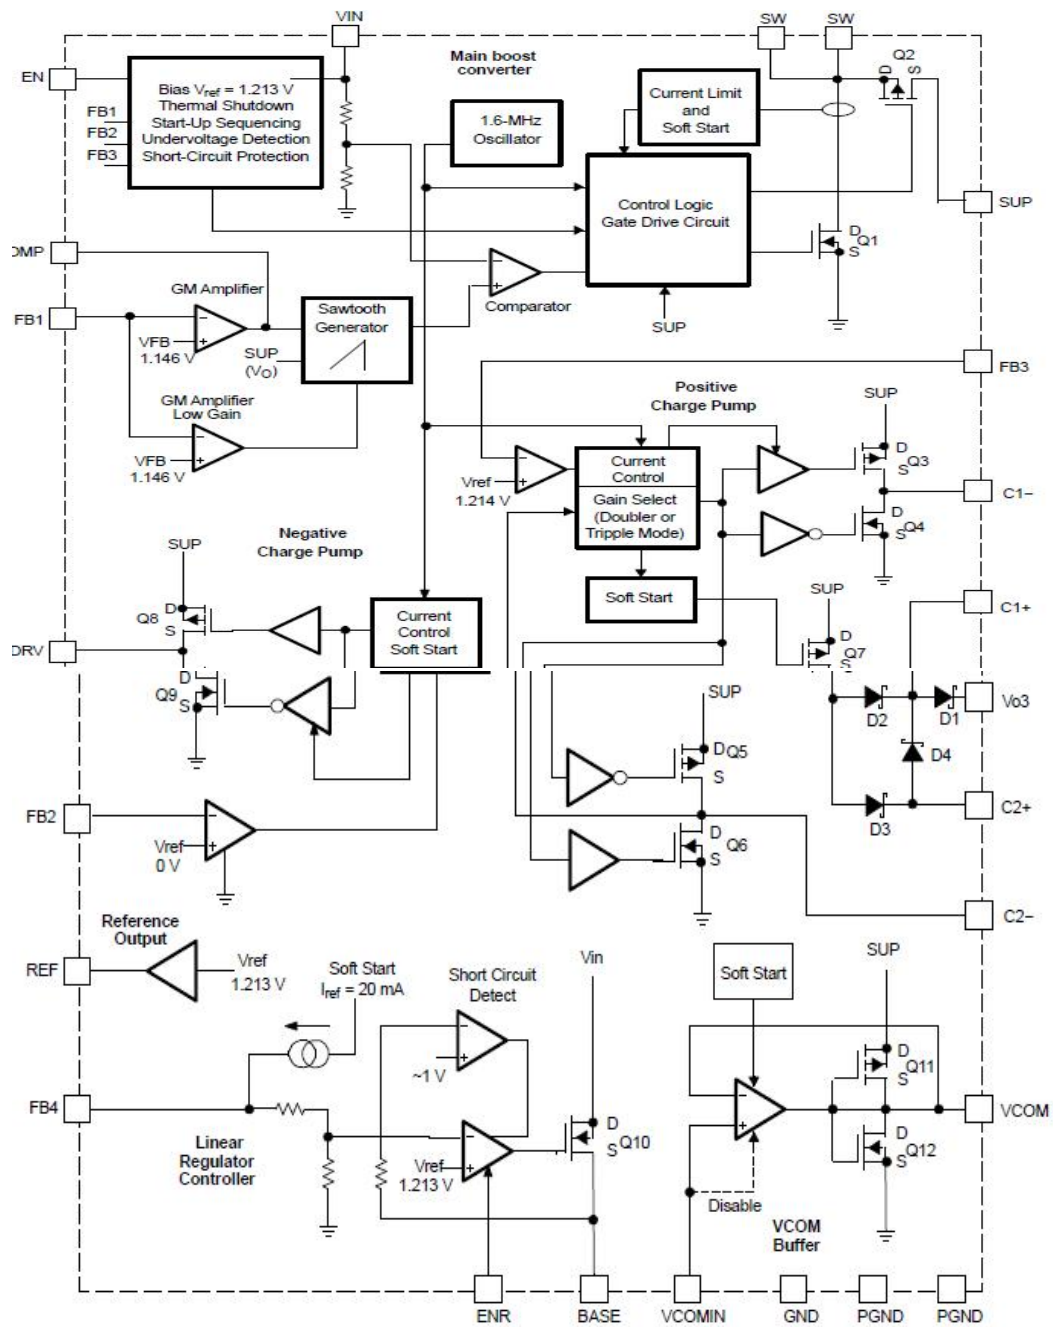 VIN
SW
SW
Q2
D
S
EN
Main boost
converter
Bias Vref = 1.213 V
Thermal Shutdown
Start-Up Sequencing
Undervoltage Detection
Short-Circuit Protection
FB1
FB2
FB3
1.6-MHz
Oscillator
Current Limit
and
Soft Start
SUP
Control Logic
Gate Drive Circuit
D
Q1
S
OMP
GM Amplifier
Comparator
SUP
FB1
VFB
1.146 V
Sawtooth
Generator
SUP
(VO)
FB3
GM Amplifier
Low Gain
VFB
1.146 V
Positive
Charge Pump
SUP
D
Q3
S
Vref
1.214 V
Current
Control
Gain Select
(Doubler or
Tripple Mode)
C1−
D
Q4
S
Negative
Charge Pump
SUP
Soft Start
SUP
C1+
D
Q8
S
Current
Control
Soft Start
D
Q7
S
DRV
D
Q9
S
SUP
Vo3
D2
D1
D4
D
Q5
S
C2+
D3
FB2
Vref
0 V
D
Q6
S
C2−
Reference
Output
REF
Vref
1.213 V
Soft Start
Iref = 20 mA
Short Circuit
Detect
Vin
Soft Start
SUP
~1 V
D
Q11
S
FB4
VCOM
Linear
Regulator
Controller
Vref
1.213 V
D
Q10
S
D
Q12
S
Disable
VCOM
Buffer
ENR
BASE
VCOMIN
GND
PGND
PGND